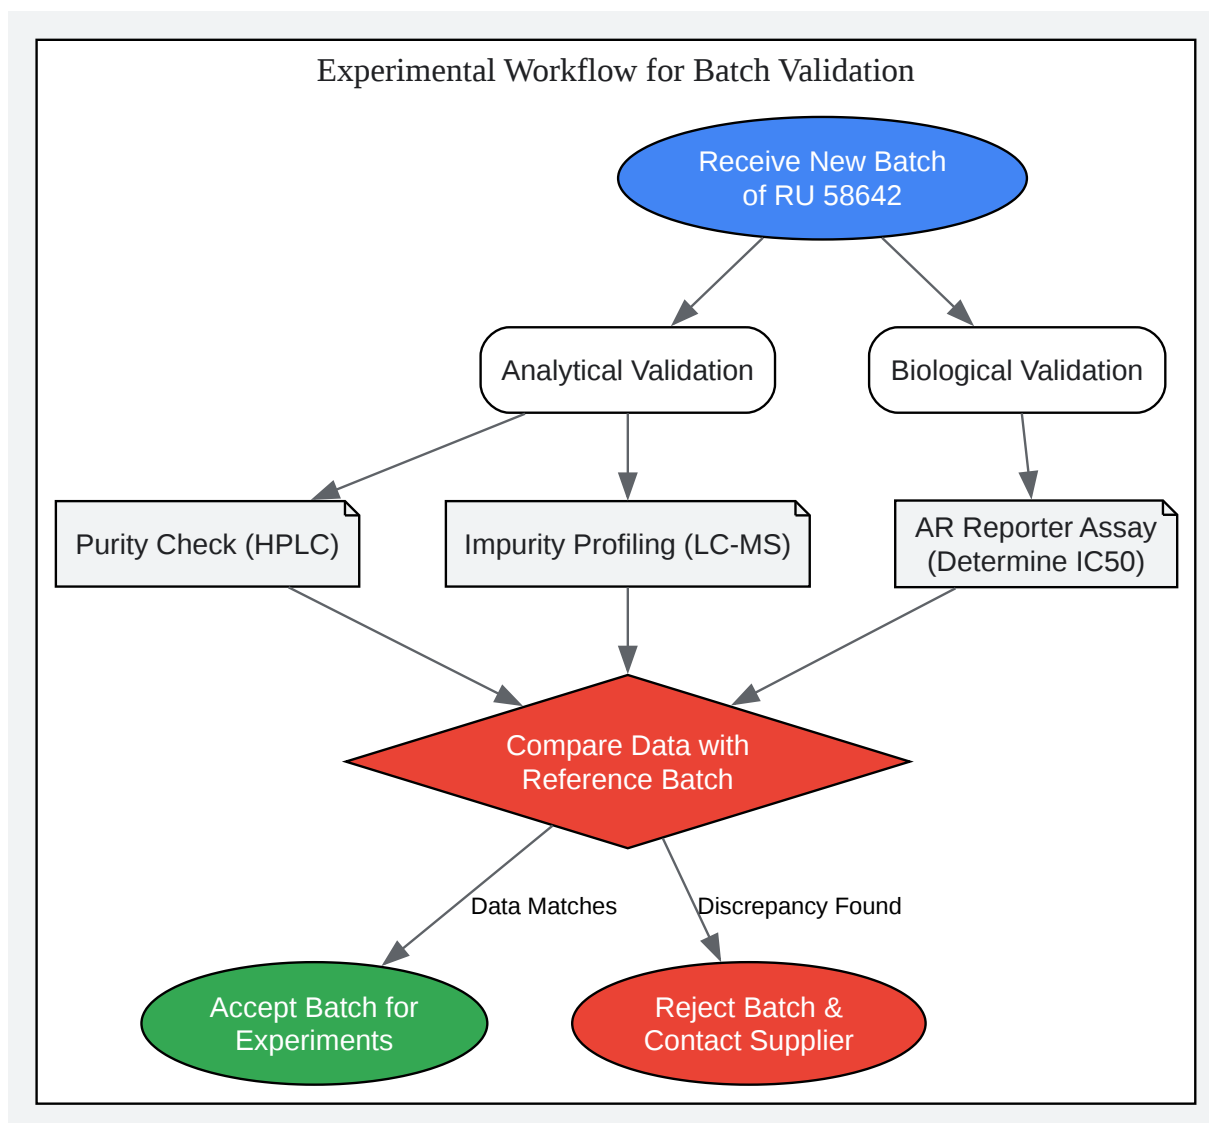 Experimental Workflow for Batch Validation
Receive New Batch
of RU 58642
Analytical Validation
Biological Validation
Purity Check (HPLC)
Impurity Profiling (LC-MS)
AR Reporter Assay
(Determine IC50)
Compare Data with
Reference Batch
Data Matches
Discrepancy Found
Accept Batch for
Experiments
Reject Batch &
Contact Supplier